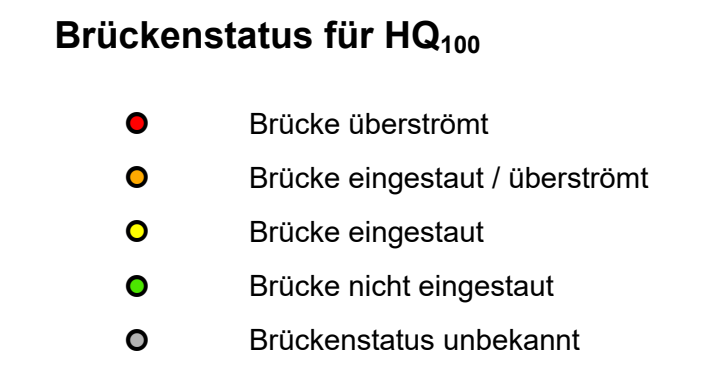 Brückenstatus für HQ100
Brücke überströmt
Brücke eingestaut / überströmt
Brücke eingestaut
Brücke nicht eingestaut
Brückenstatus unbekannt